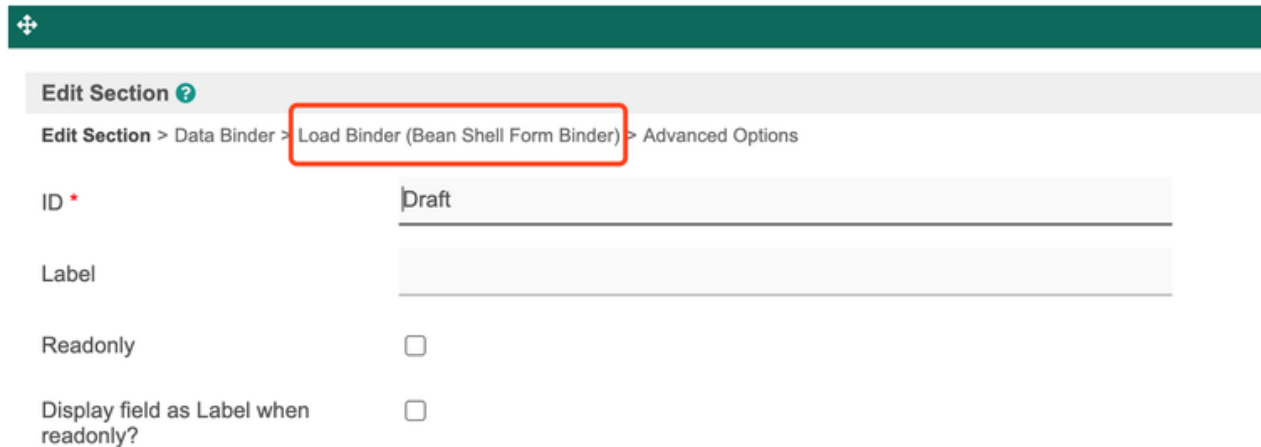 Edit Section ?
Edit Section > Data Binder > Load Binder (Bean Shell Form Binder) > Advanced Options
ID *
Draft
Label
Readonly
Display field as Label when
readonly?